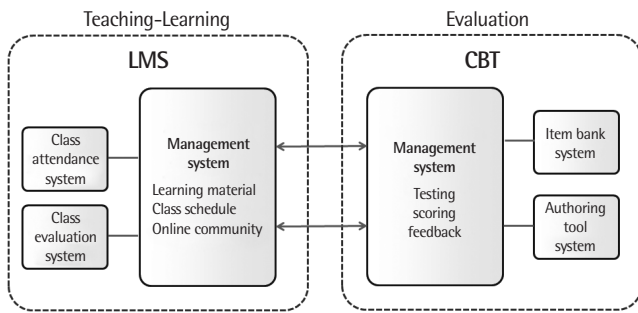 Teaching-Learning
LMS
Class
attendance
system
Class
evaluation
system
Management
system
Learning material
Class schedule
Online community
Evaluation
CBT
Management
system
Testing
scoring
feedback
Item bank
system
Authoring
tool
system